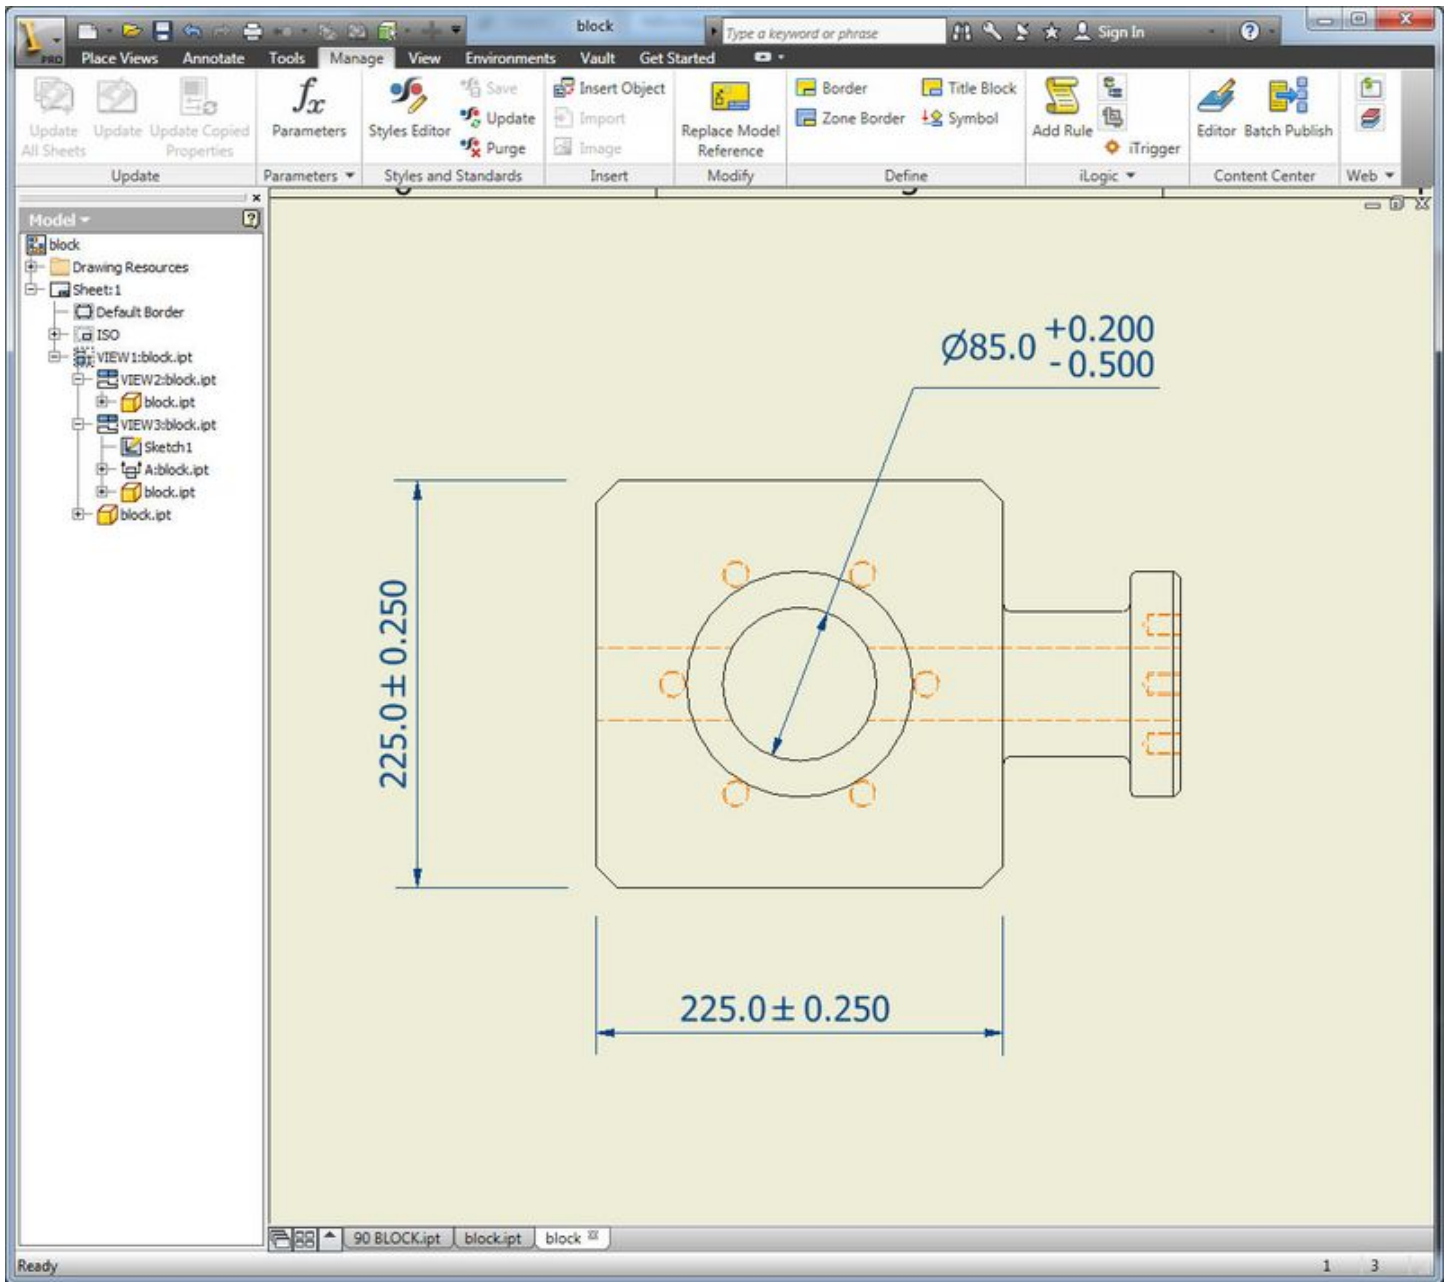 block
Type a keyword or phrase
Sign In
PRO
Place Views Annotate Tools Manage View Environments Vault Get Started
Update All Sheets
Update
Update Copied Properties
Update
fx
Parameters
Parameters
Styles Editor
Save
Update
Purge
Styles and Standards
Insert Object
Import
Image
Insert
Replace Model Reference
Modify
Border
Zone Border
Title Block
Symbol
Define
Add Rule
iTrigger
iLogic
Editor Batch Publish
Content Center
Web
Model
block
Drawing Resources
Sheet:1
Default Border
ISO
VIEW1:block.ipt
VIEW2:block.ipt
block.ipt
VIEW3:block.ipt
Sketch1
A:block.ipt
block.ipt
block.ipt
Ø85.0 +0.200
-0.500
225.0± 0.250
225.0± 0.250
90 BLOCK.ipt block.ipt block
Ready 1 3